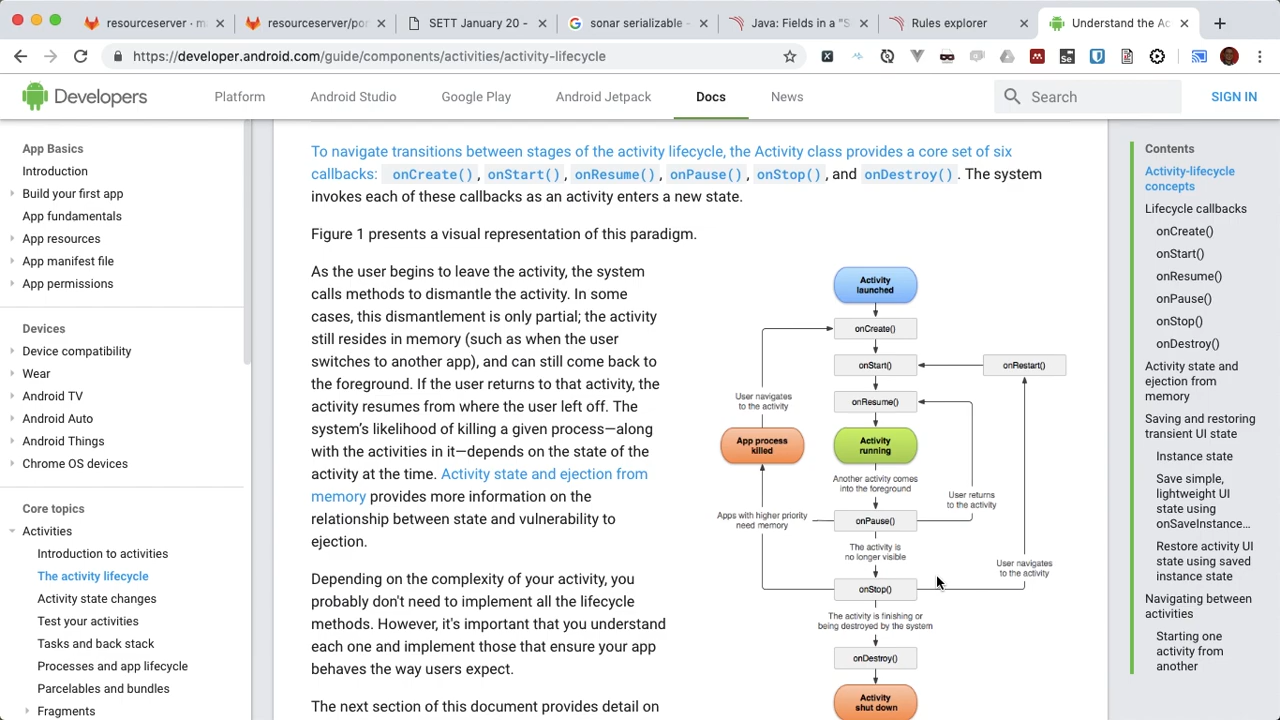 resourceserver - m
resourceserver/por
SETT January 20 -
sonar serializable -
Java: Fields in a "S
Rules explorer
Understand the Ac
https://developer.android.com/guide/components/activities/activity-lifecycle
Developers
Platform
Android Studio
Google Play
Android Jetpack
Docs
News
Search
SIGN IN
App Basics
Introduction
Build your first app
App fundamentals
App resources
App manifest file
App permissions
Devices
Device compatibility
Wear
Android TV
Android Auto
Android Things
Chrome OS devices
Core topics
Activities
Introduction to activities
The activity lifecycle
Activity state changes
Test your activities
Tasks and back stack
Processes and app lifecycle
Parcelables and bundles
Fragments
To navigate transitions between stages of the activity lifecycle, the Activity class provides a core set of six
callbacks: onCreate(), onStart(), onResume(), onPause(), onStop(), and onDestroy(). The system
invokes each of these callbacks as an activity enters a new state.
Figure 1 presents a visual representation of this paradigm.
As the user begins to leave the activity, the system
calls methods to dismantle the activity. In some
cases, this dismantlement is only partial; the activity
still resides in memory (such as when the user
switches to another app), and can still come back to
the foreground. If the user returns to that activity, the
activity resumes from where the user left off. The
system's likelihood of killing a given process—along
with the activities in it—depends on the state of the
activity at the time. Activity state and ejection from
memory provides more information on the
relationship between state and vulnerability to
ejection.
Depending on the complexity of your activity, you
probably don't need to implement all the lifecycle
methods. However, it's important that you understand
each one and implement those that ensure your app
behaves the way users expect.
The next section of this document provides detail on
Activity
launched
onCreate()
onStart()
onRestart()
onResume()
User navigates
to the activity
App process
killed
Activity
running
Another activity comes
into the foreground
User returns
to the activity
Apps with higher priority
need memory
onPause()
The activity is
no longer visible
User navigates
to the activity
onStop()
The activity is finishing or
being destroyed by the system
onDestroy()
Activity
shut down
Contents
Activity-lifecycle
concepts
Lifecycle callbacks
onCreate()
onStart()
onResume()
onPause()
onStop()
onDestroy()
Activity state and
ejection from
memory
Saving and restoring
transient UI state
Instance state
Save simple,
lightweight UI
state using
onSaveInstance...
Restore activity UI
state using saved
instance state
Navigating between
activities
Starting one
activity from
another